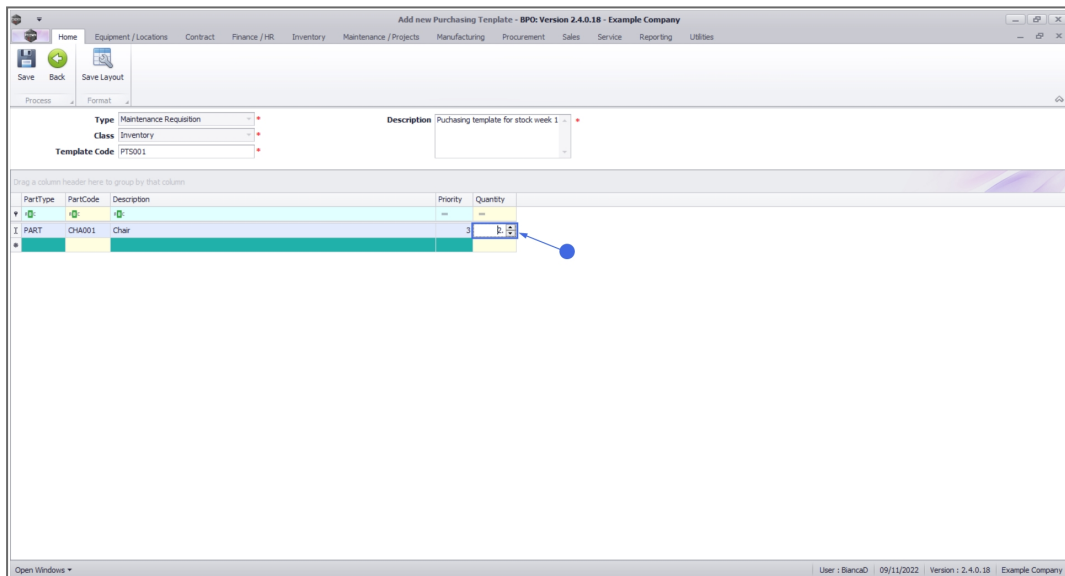 Add new Purchasing Template - BPO: Version 2.4.0.18 - Example Company
Home Equipment / Locations Contract Finance / HR Inventory Maintenance / Projects Manufacturing Procurement Sales Service Reporting Utilities
Save Back Save Layout
Process Format
Type Maintenance Requisition * Description Puchasing template for stock week 1 *
Class Inventory *
Template Code PTS001 *
Drag a column header here to group by that column
PartType PartCode Description Priority Quantity
PART CHA001 Chair 3 2.
Open Windows User : BiancaD 09/11/2022 Version : 2.4.0.18 Example Company